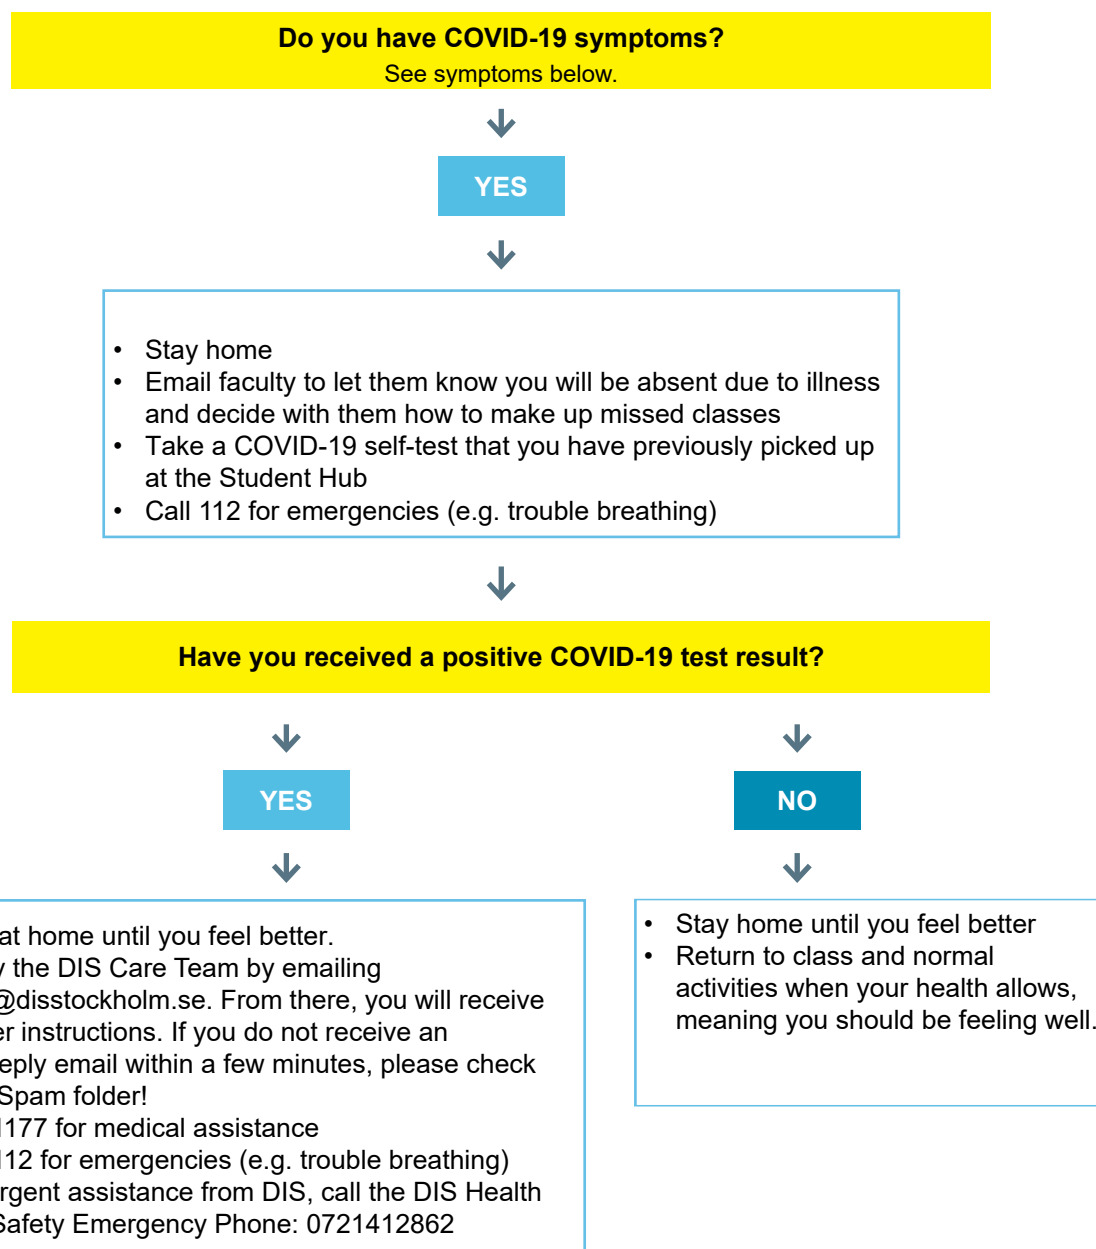 Do you have COVID-19 symptoms?
See symptoms below.
YES
• Stay home
• Email faculty to let them know you will be absent due to illness
and decide with them how to make up missed classes
• Take a COVID-19 self-test that you have previously picked up
at the Student Hub
• Call 112 for emergencies (e.g. trouble breathing)
Have you received a positive COVID-19 test result?
YES
at home until you feel better.
the DIS Care Team by emailing
@disstockholm.se. From there, you will receive
instructions. If you do not receive an
email within a few minutes, please check
Spam folder!
1177 for medical assistance
112 for emergencies (e.g. trouble breathing)
assistance from DIS, call the DIS Health
Safety Emergency Phone: 0721412862
NO
• Stay home until you feel better
• Return to class and normal
activities when your health allows,
meaning you should be feeling well.